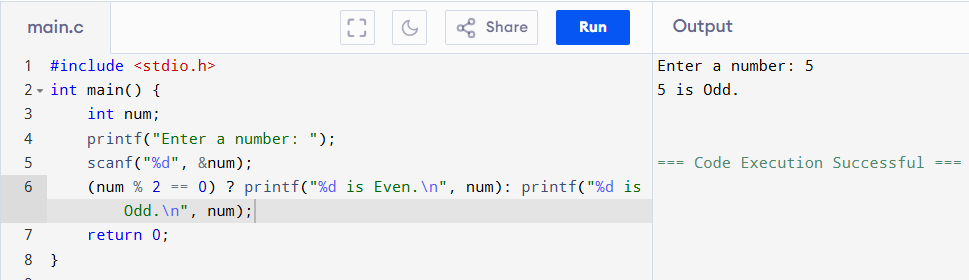 main.c Share Run Output
1 #include <stdio.h>
2 int main() {
3 int num;
4 printf("Enter a number: ");
5 scanf("%d", &num);
6 (num % 2 == 0) ? printf("%d is Even.\n", num): printf("%d is
Odd.\n", num);
7 return 0;
8 }
Enter a number: 5
5 is Odd.
=== Code Execution Successful ===